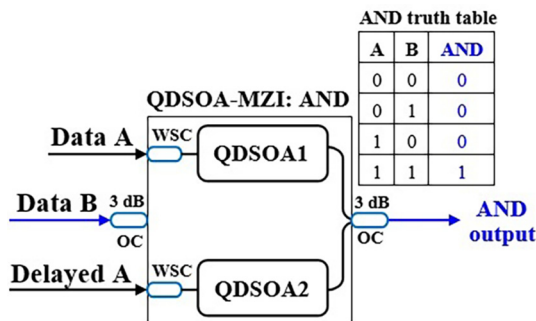 AND truth table
A B AND
0 0 0
0 1 0
1 0 0
1 1 1
QDSOA-MZI: AND
Data A
WSC
QDSOA1
Data B
3 dB
OC
3 dB
OC
AND
output
Delayed A
WSC
QDSOA2